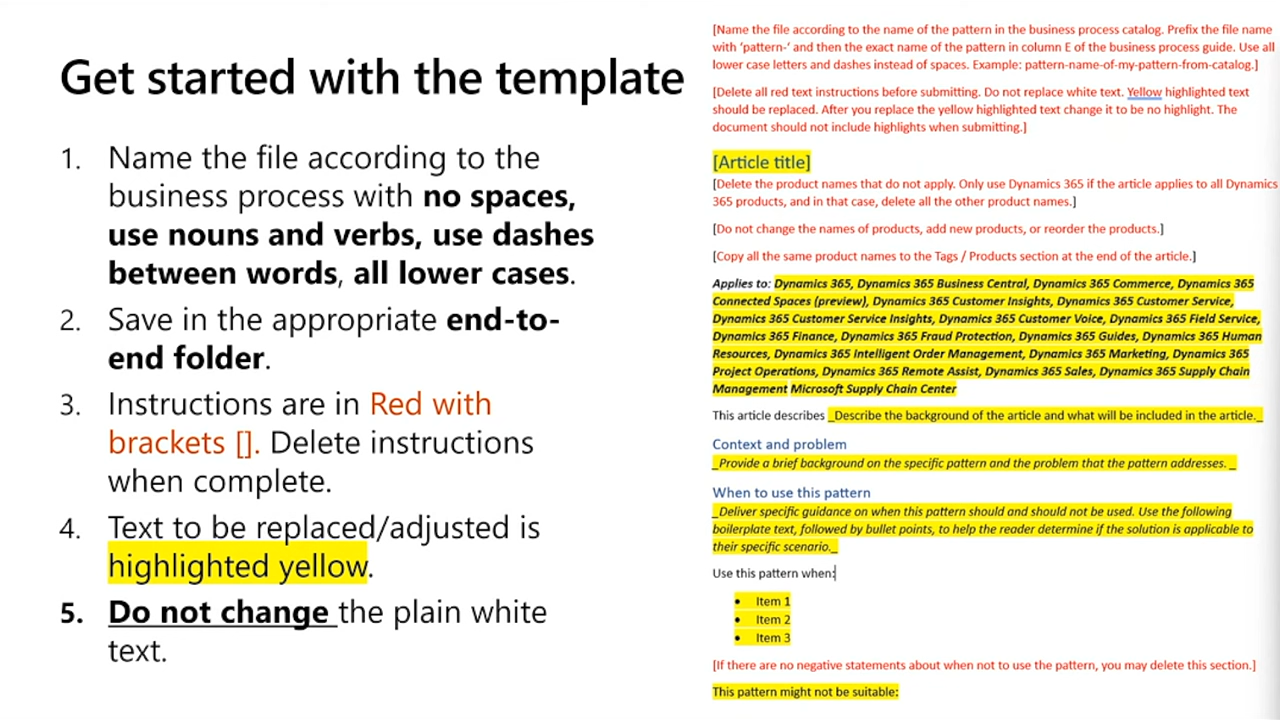 Get started with the template
1. Name the file according to the
business process with no spaces,
use nouns and verbs, use dashes
between words, all lower cases.
2. Save in the appropriate end-to-
end folder.
3. Instructions are in Red with
brackets []. Delete instructions
when complete.
4. Text to be replaced/adjusted is
highlighted yellow.
5. Do not change the plain white
text.
[Name the file according to the name of the pattern in the business process catalog. Prefix the file name
with ‘pattern-‘ and then the exact name of the pattern in column E of the business process guide. Use all
lower case letters and dashes instead of spaces. Example: pattern-name-of-my-pattern-from-catalog.]
[Delete all red text instructions before submitting. Do not replace white text. Yellow highlighted text
should be replaced. After you replace the yellow highlighted text change it to be no highlight. The
document should not include highlights when submitting.]
[Article title]
[Delete the product names that do not apply. Only use Dynamics 365 if the article applies to all Dynamics
365 products, and in that case, delete all the other product names.]
[Do not change the names of products, add new products, or reorder the products.]
[Copy all the same product names to the Tags / Products section at the end of the article.]
Applies to: Dynamics 365, Dynamics 365 Business Central, Dynamics 365 Commerce, Dynamics 365
Connected Spaces (preview), Dynamics 365 Customer Insights, Dynamics 365 Customer Service,
Dynamics 365 Customer Service Insights, Dynamics 365 Customer Voice, Dynamics 365 Field Service,
Dynamics 365 Finance, Dynamics 365 Fraud Protection, Dynamics 365 Guides, Dynamics 365 Human
Resources, Dynamics 365 Intelligent Order Management, Dynamics 365 Marketing, Dynamics 365
Project Operations, Dynamics 365 Remote Assist, Dynamics 365 Sales, Dynamics 365 Supply Chain
Management Microsoft Supply Chain Center
This article describes _Describe the background of the article and what will be included in the article._
Context and problem
_Provide a brief background on the specific pattern and the problem that the pattern addresses. _
When to use this pattern
_Deliver specific guidance on when this pattern should and should not be used. Use the following
boilerplate text, followed by bullet points, to help the reader determine if the solution is applicable to
their specific scenario._
Use this pattern when:
• Item 1
• Item 2
• Item 3
[If there are no negative statements about when not to use the pattern, you may delete this section.]
This pattern might not be suitable: